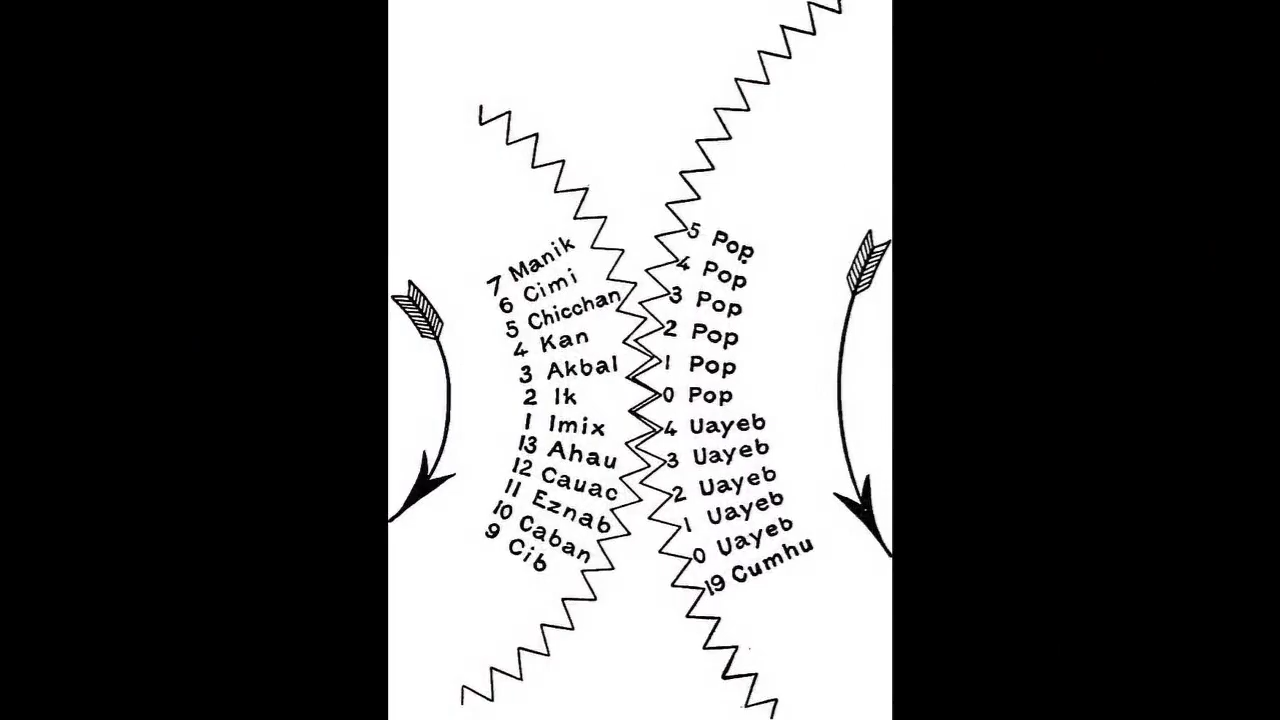 7 Manik
6 Cimi
5 Chicchan
4 Kan
3 Akbal
2 Ik
1 Imix
13 Ahau
12 Cauac
11 Eznab
10 Caban
9 Cib
5 Pop
4 Pop
3 Pop
2 Pop
1 Pop
0 Pop
4 Uayeb
3 Uayeb
2 Uayeb
1 Uayeb
0 Uayeb
19 Cumhu